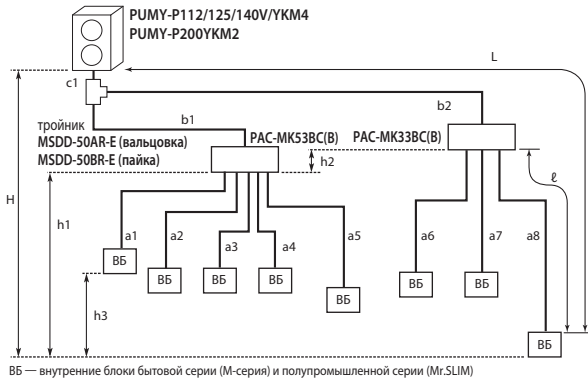 PUMY-P112/125/140V/YKM4
PUMY-P200YKM2
L
c1
b1
b2
тройник
MSDD-50AR-E (вальцовка)
MSDD-50BR-E (пайка)
PAC-MK53BC(B)
PAC-MK33BC(B)
h2
ℓ
H
h1
a1
a2
a3
a4
a5
a6
a7
a8
ВБ
ВБ
ВБ
ВБ
ВБ
ВБ
ВБ
ВБ
h3
ВБ — внутренние блоки бытовой серии (М-серия) и полупромышленной серии (Mr.SLIM)